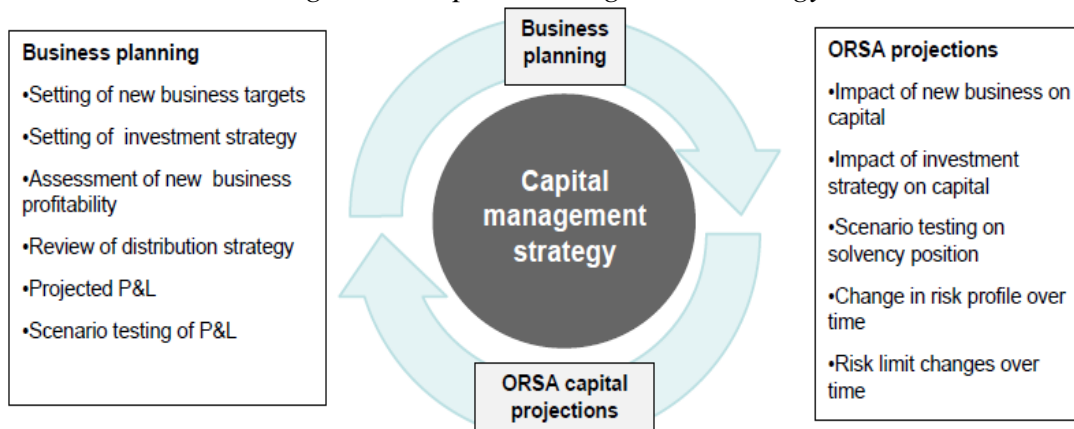 Business planning
•Setting of new business targets
•Setting of investment strategy
•Assessment of new business
profitability
•Review of distribution strategy
•Projected P&L
•Scenario testing of P&L
Business
planning
Capital
management
strategy
ORSA capital
projections
ORSA projections
•Impact of new business on
capital
•Impact of investment
strategy on capital
•Scenario testing on
solvency position
•Change in risk profile over
time
•Risk limit changes over
time